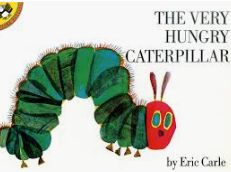 THE VERY
HUNGRY
CATERPILLAR
by Eric Carle